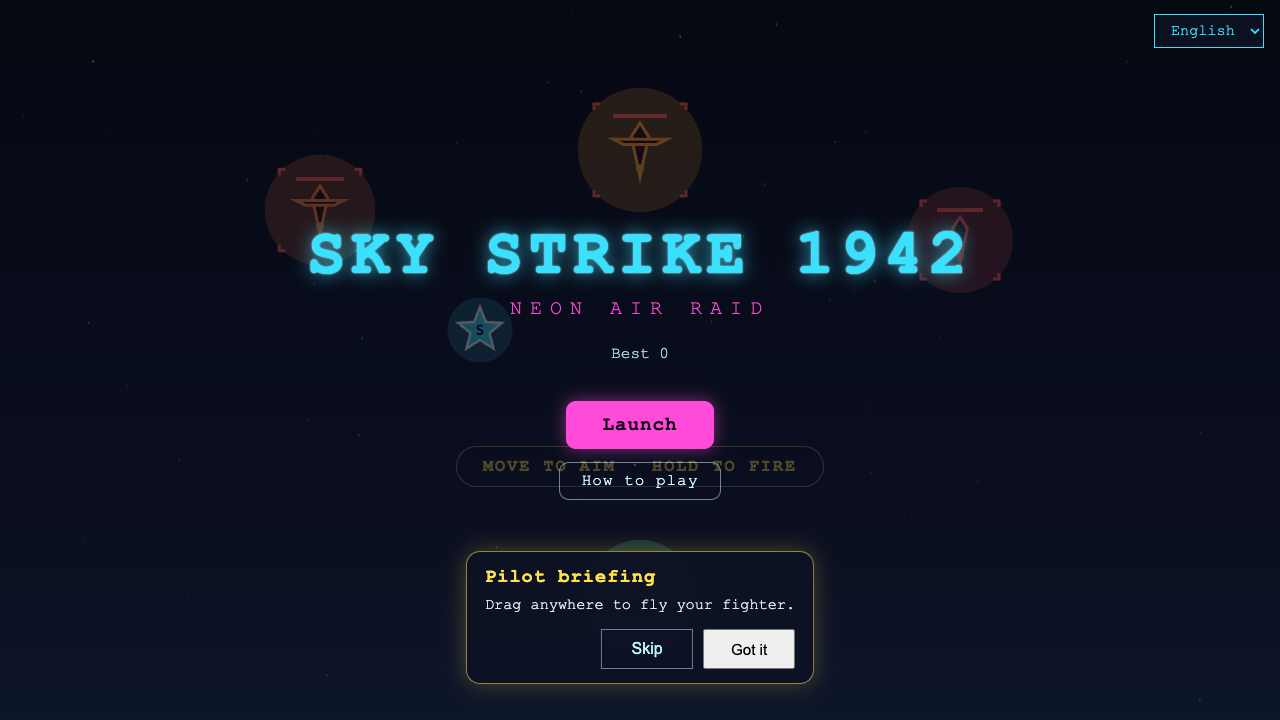 English
SKY STRIKE 1942
NEON AIR RAID
S
Best 0
Launch
MOVE TO AIM · HOLD TO FIRE
How to play
Pilot briefing
Drag anywhere to fly your fighter.
Skip
Got it